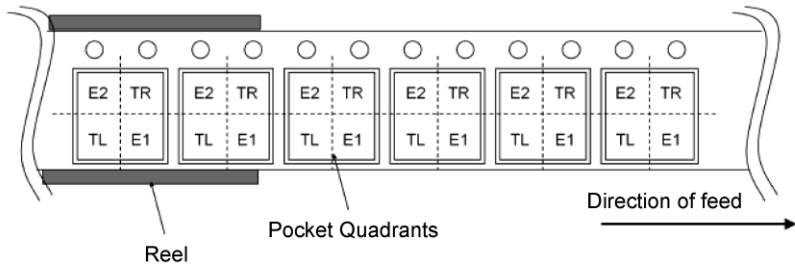 E2 TR E2 TR E2 TR E2 TR E2 TR E2 TR
TL E1 TL E1 TL E1 TL E1 TL E1 TL E1
Direction of feed
Pocket Quadrants
Reel